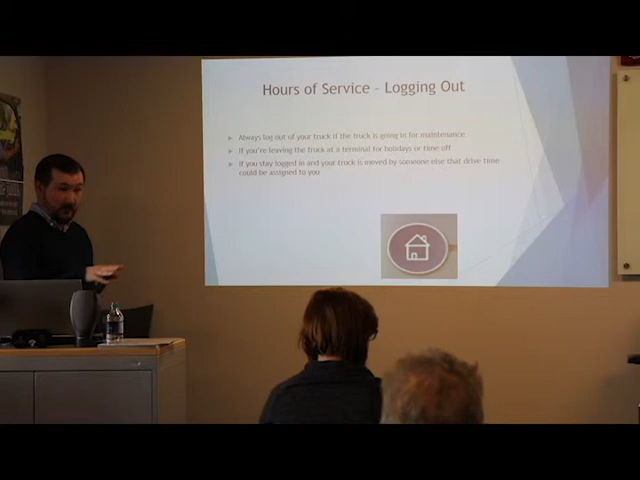 Hours of Service - Logging Out
Always log out of your truck if the truck is going in for maintenance
If you're leaving the truck at a terminal for holidays or time off
If you stay logged in and your truck is moved by someone else that drive time
could be assigned to you